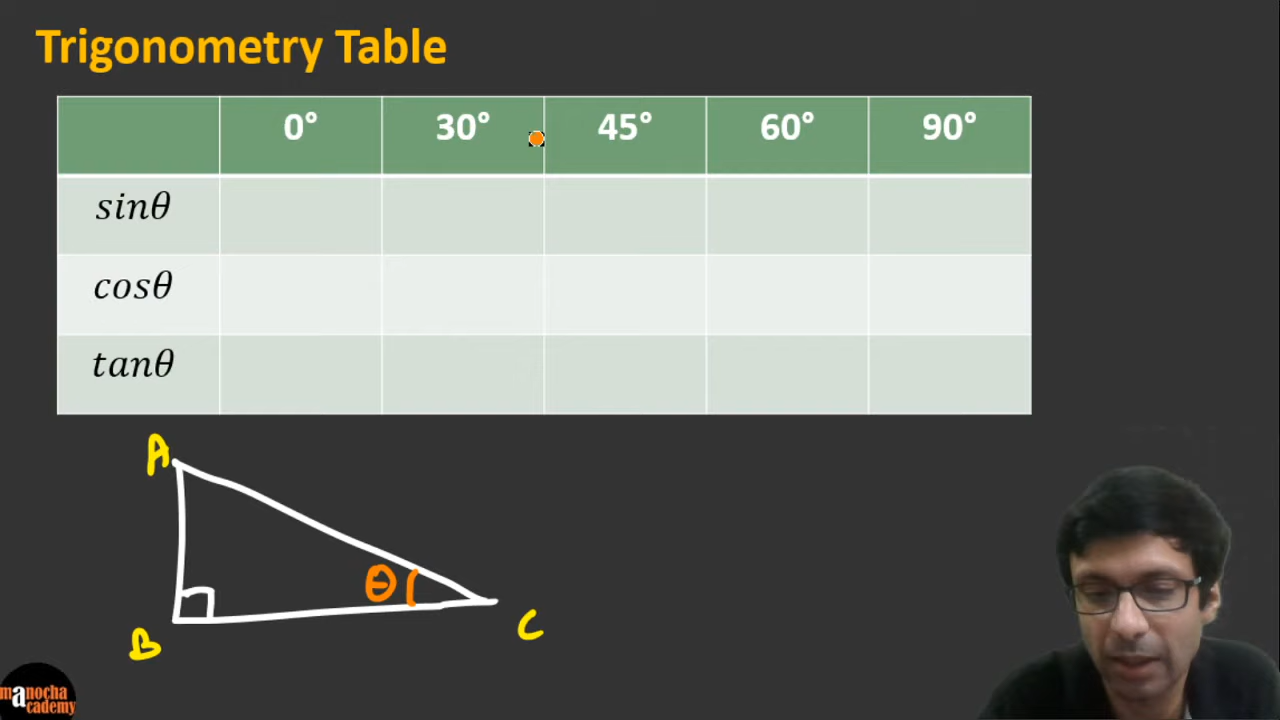 Trigonometry Table
0° 30° 45° 60° 90°
sinθ
cosθ
tanθ
A
θ
B
C
manocha
academy